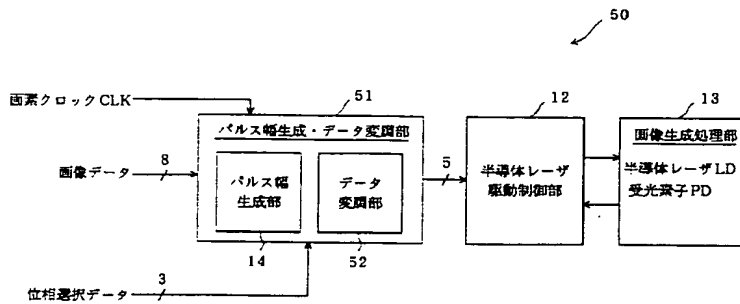 50
画素クロックCLK
51
パルス幅生成・データ変調部
画像データ
8
パルス幅
生成部
データ
変調部
14
52
5
12
半導体レーザ
駆動制御部
13
画像生成処理部
半導体レーザLD
受光素子PD
位相選択データ
3